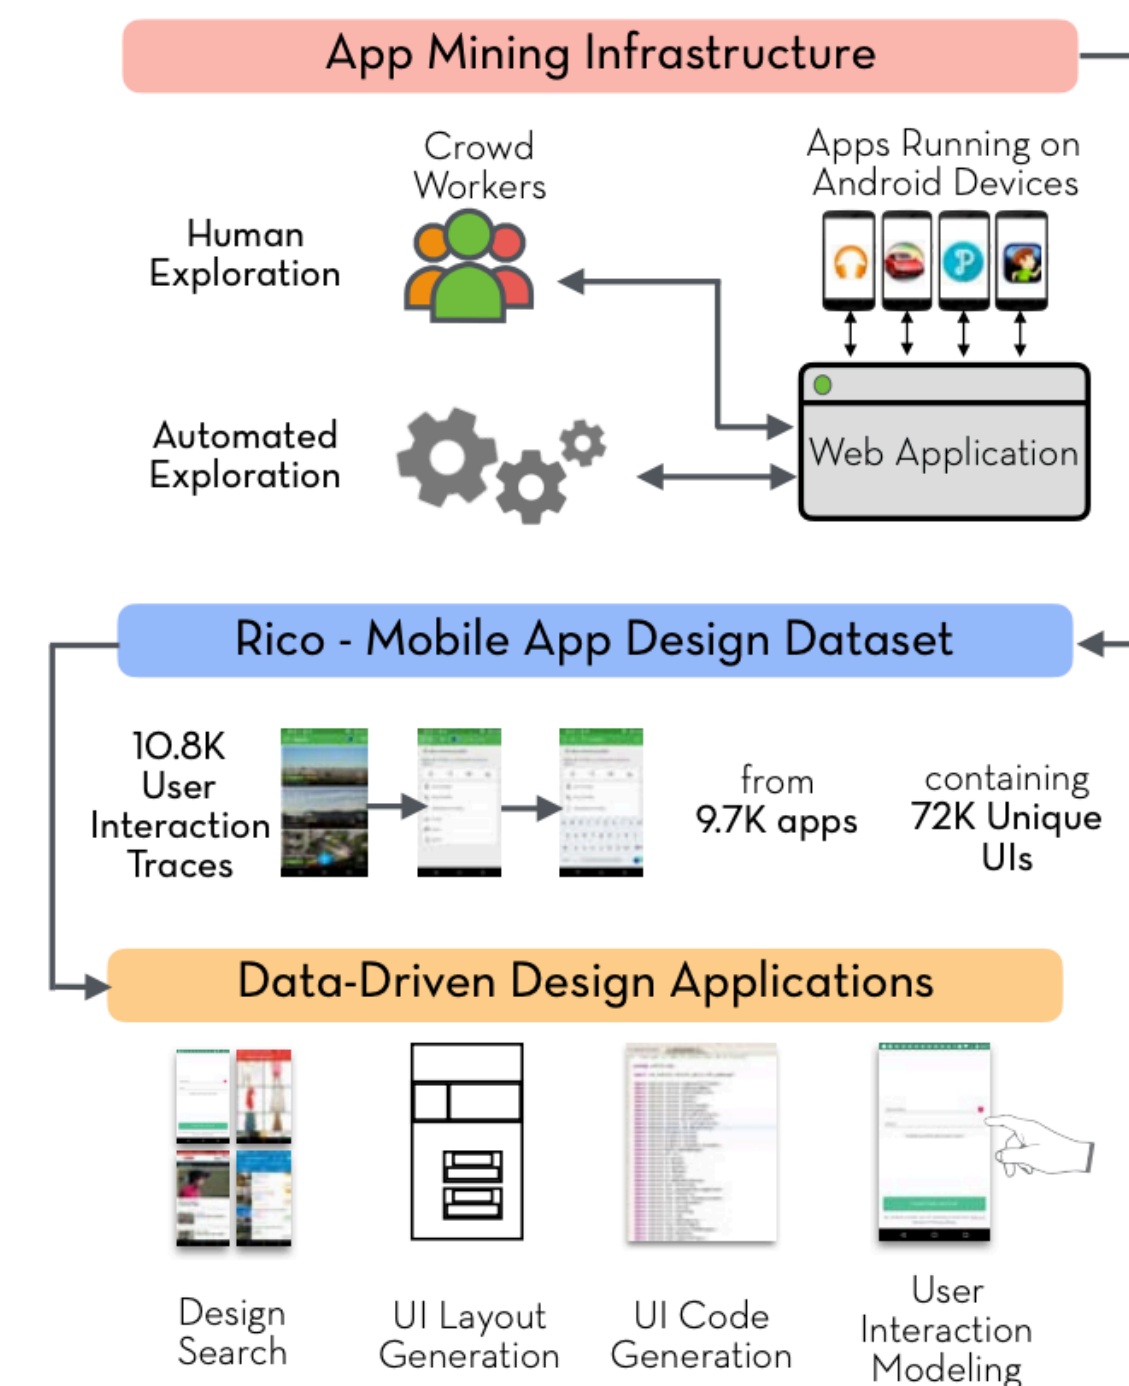 App Mining Infrastructure
Crowd
Workers
Apps Running on
Android Devices
Human
Exploration
Automated
Exploration
Web Application
Rico - Mobile App Design Dataset
10.8K
User
Interaction
Traces
from
9.7K apps
containing
72K Unique
UIs
Data-Driven Design Applications
Design
Search
UI Layout
Generation
UI Code
Generation
User
Interaction
Modeling